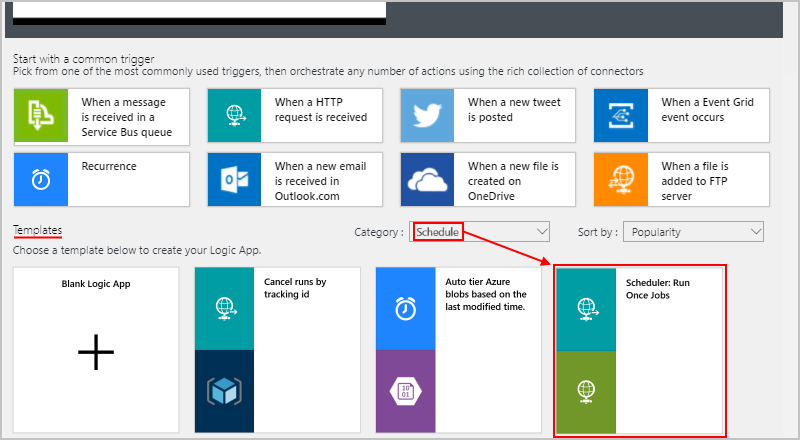 Start with a common trigger
Pick from one of the most commonly used triggers, then orchestrate any number of actions using the rich collection of connectors
When a message
is received in a
Service Bus queue
When a HTTP
request is received
When a new tweet
is posted
When a Event Grid
event occurs
Recurrence
When a new email
is received in
Outlook.com
When a new file is
created on
OneDrive
When a file is
added to FTP
server
Templates
Category :
Schedule
Sort by :
Popularity
Choose a template below to create your Logic App.
Blank Logic App
Cancel runs by
tracking id
Auto tier Azure
blobs based on the
last modified time.
10
01
Scheduler: Run
Once Jobs